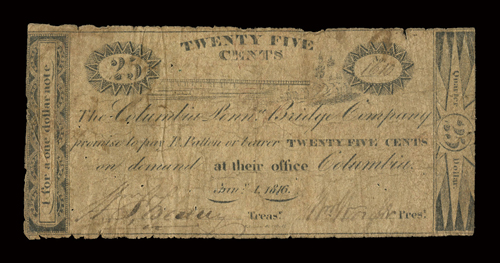 TWENTY FIVE
CENTS
25
The Columbia Penn.ª Bridge Company
promise to pay P. Patton or bearer TWENTY-FIVE CENTS
on demand at their office Columbia.
1, 1816.
Treas.ʳ
Pres.ᵗ
4 for a one dollar note
Quarter
Dollar